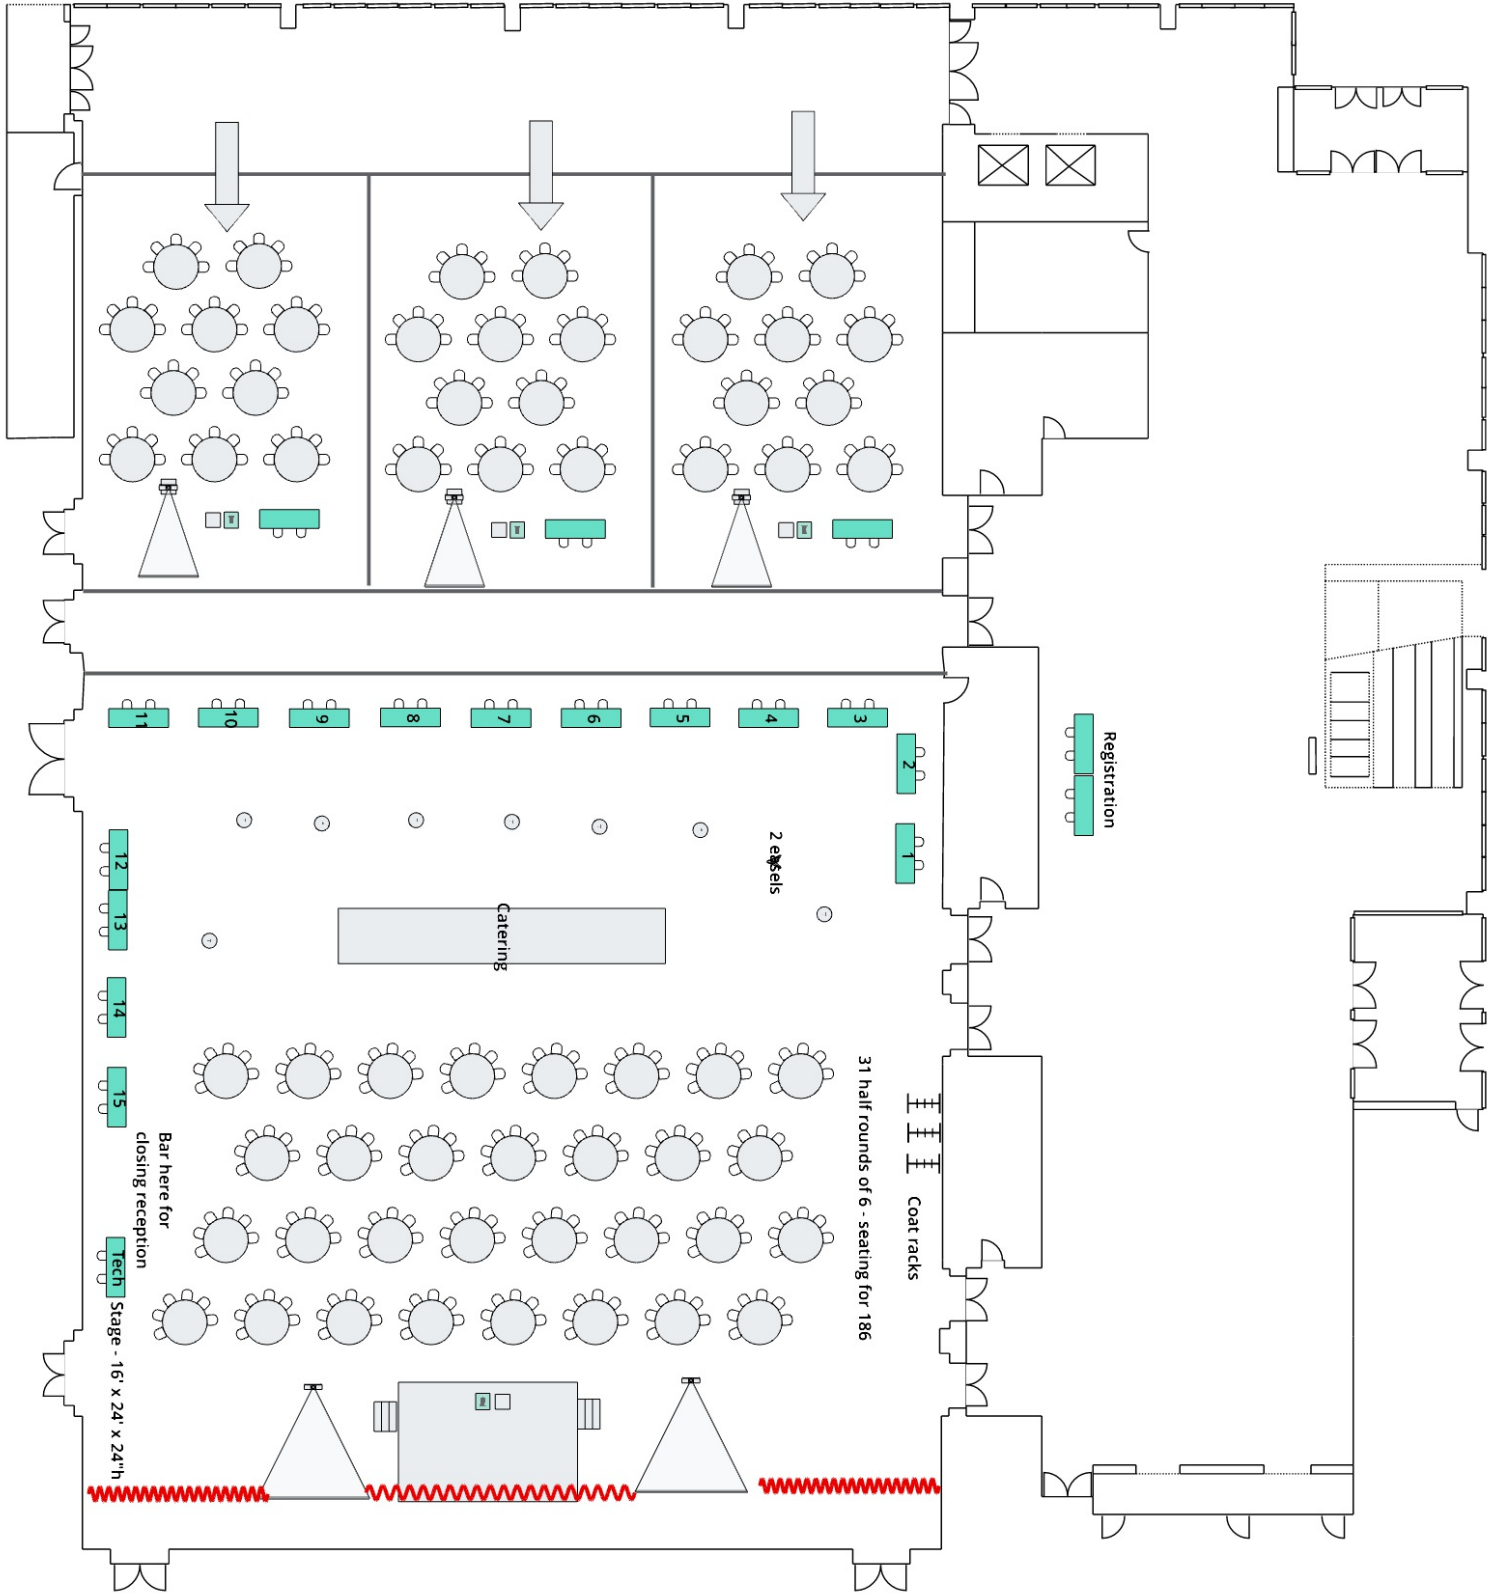 11
10
9
8
7
6
5
4
3
2
1
Registration
2 easels
12
13
14
15
Catering
31 half rounds of 6 - seating for 186
Coat racks
Bar here for
closing reception
Tech
Stage - 16' x 24' x 24"h